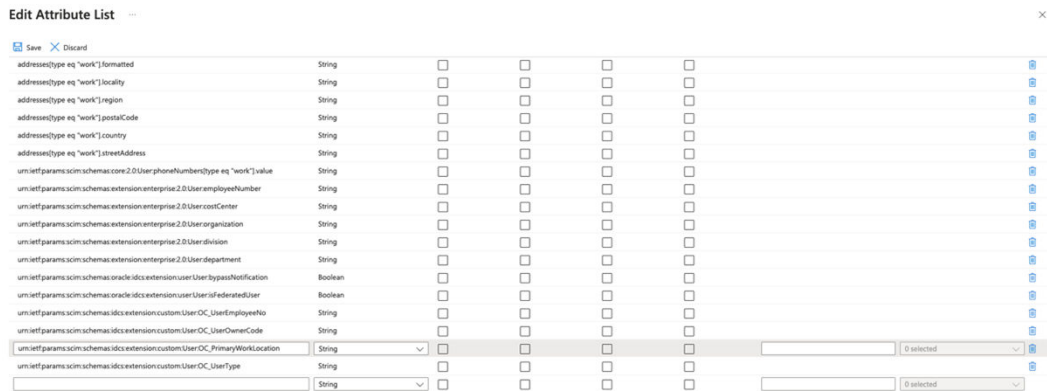 Edit Attribute List ...
Save Discard
addresses[type eq "work"].formatted String
addresses[type eq "work"].locality String
addresses[type eq "work"].region String
addresses[type eq "work"].postalCode String
addresses[type eq "work"].country String
addresses[type eq "work"].streetAddress String
urn:ietf:params:scim:schemas:core:2.0:User:phoneNumbers[type eq "work"].value String
urn:ietf:params:scim:schemas:extension:enterprise:2.0:User:employeeNumber String
urn:ietf:params:scim:schemas:extension:enterprise:2.0:User:costCenter String
urn:ietf:params:scim:schemas:extension:enterprise:2.0:User:organization String
urn:ietf:params:scim:schemas:extension:enterprise:2.0:User:division String
urn:ietf:params:scim:schemas:extension:enterprise:2.0:User:department String
urn:ietf:params:scim:schemas:oracle:idcs:extension:user:User:bypassNotification Boolean
urn:ietf:params:scim:schemas:oracle:idcs:extension:user:User:isFederatedUser Boolean
urn:ietf:params:scim:schemas:idcs:extension:custom:User:OC_UserEmployeeNo String
urn:ietf:params:scim:schemas:idcs:extension:custom:User:OC_UserOwnerCode String
urn:ietf:params:scim:schemas:idcs:extension:custom:User:OC_PrimaryWorkLocation String 0 selected
urn:ietf:params:scim:schemas:idcs:extension:custom:User:OC_UserType String
String 0 selected